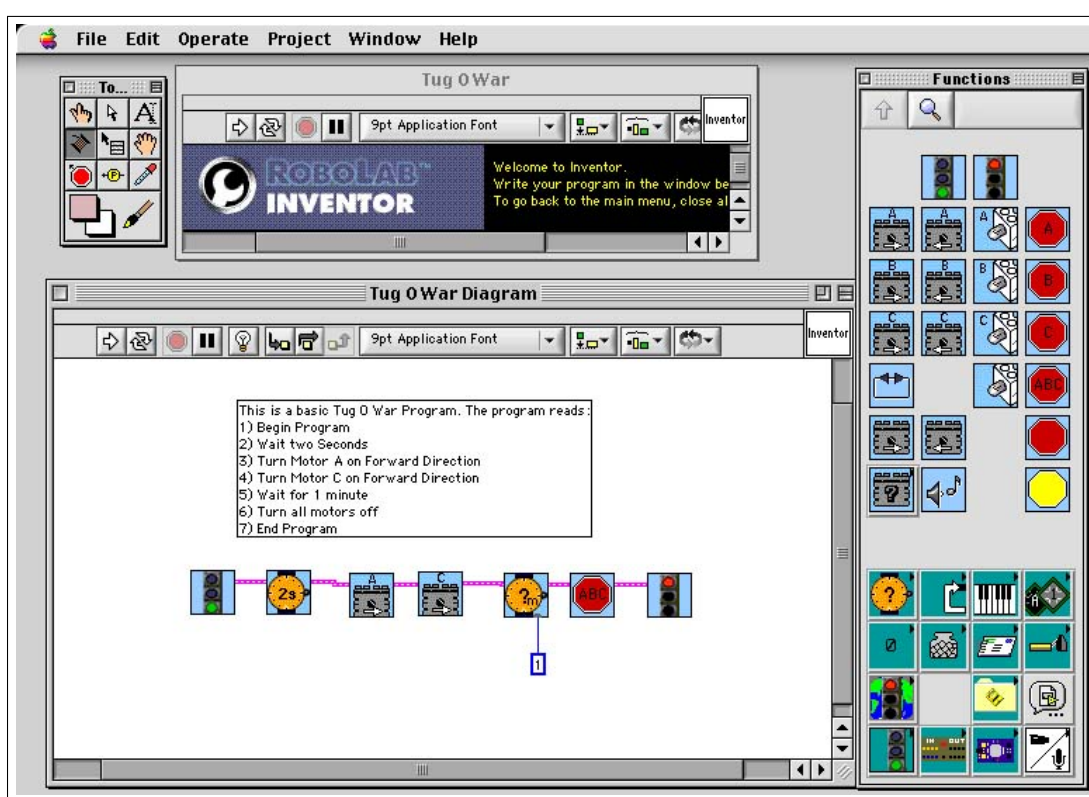 File Edit Operate Project Window Help
To...
Tug O War
9pt Application Font
Inventor
ROBOLAB™
INVENTOR
Welcome to Inventor.
Write your program in the window be
To go back to the main menu, close al
Functions
A A A A
B B B B
C C C C
ABC
?
?
A 1
0
IN OUT
Tug O War Diagram
9pt Application Font
Inventor
This is a basic Tug O War Program. The program reads:
1) Begin Program
2) Wait two Seconds
3) Turn Motor A on Forward Direction
4) Turn Motor C on Forward Direction
5) Wait for 1 minute
6) Turn all motors off
7) End Program
2s A C ?m ABC
1